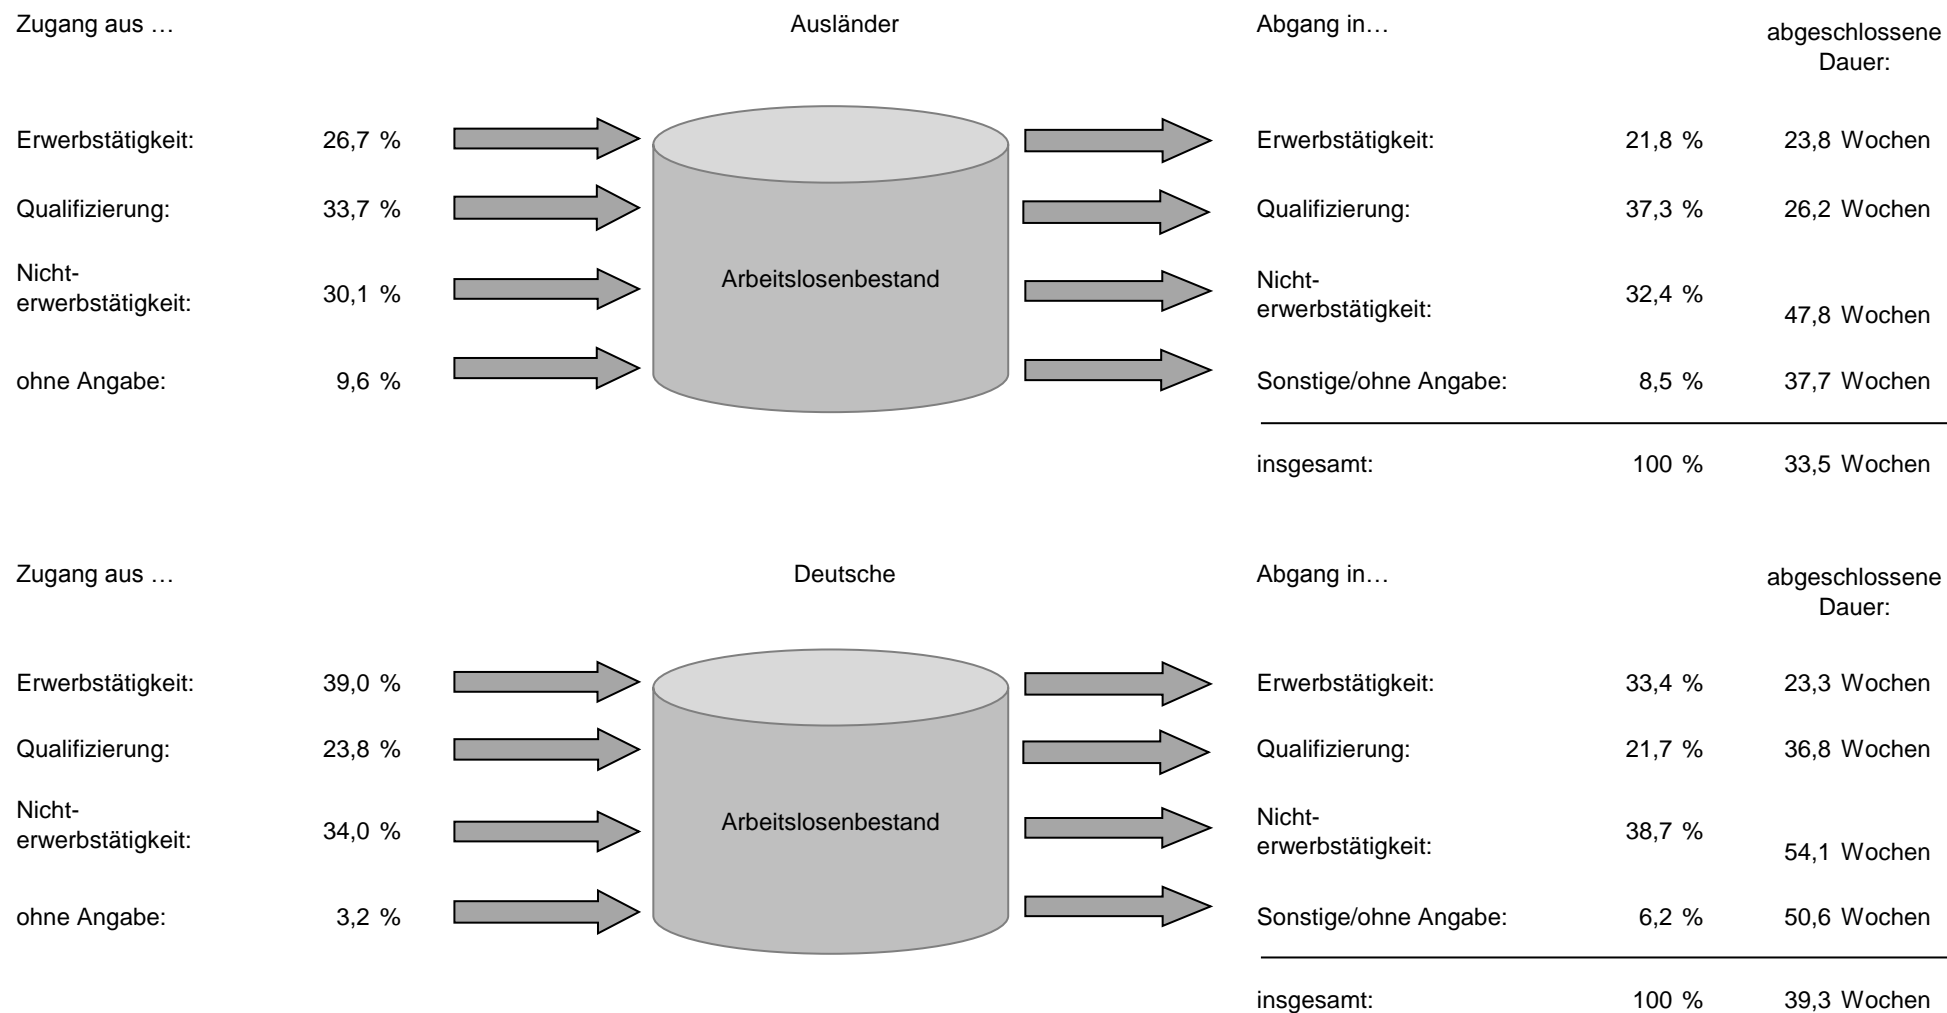 Zugang aus … Ausländer Abgang in… abgeschlossene
Dauer:
Erwerbstätigkeit: 26,7 % Erwerbstätigkeit: 21,8 % 23,8 Wochen
Qualifizierung: 33,7 % Qualifizierung: 37,3 % 26,2 Wochen
Nicht-
erwerbstätigkeit: 30,1 % Arbeitslosenbestand Nicht-
erwerbstätigkeit: 32,4 % 47,8 Wochen
ohne Angabe: 9,6 % Sonstige/ohne Angabe: 8,5 % 37,7 Wochen
insgesamt: 100 % 33,5 Wochen
Zugang aus … Deutsche Abgang in… abgeschlossene
Dauer:
Erwerbstätigkeit: 39,0 % Erwerbstätigkeit: 33,4 % 23,3 Wochen
Qualifizierung: 23,8 % Qualifizierung: 21,7 % 36,8 Wochen
Nicht-
erwerbstätigkeit: 34,0 % Arbeitslosenbestand Nicht-
erwerbstätigkeit: 38,7 % 54,1 Wochen
ohne Angabe: 3,2 % Sonstige/ohne Angabe: 6,2 % 50,6 Wochen
insgesamt: 100 % 39,3 Wochen